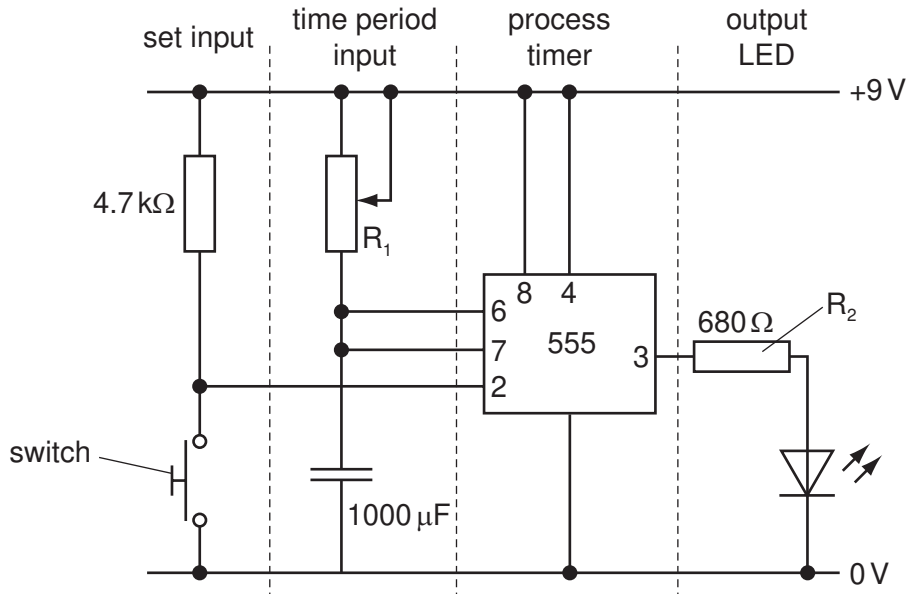 set input
time period
input
process
timer
output
LED
+9 V
4.7 kΩ
R1
8
4
6
7
2
555
3
680 Ω
R2
switch
1000 μF
0 V